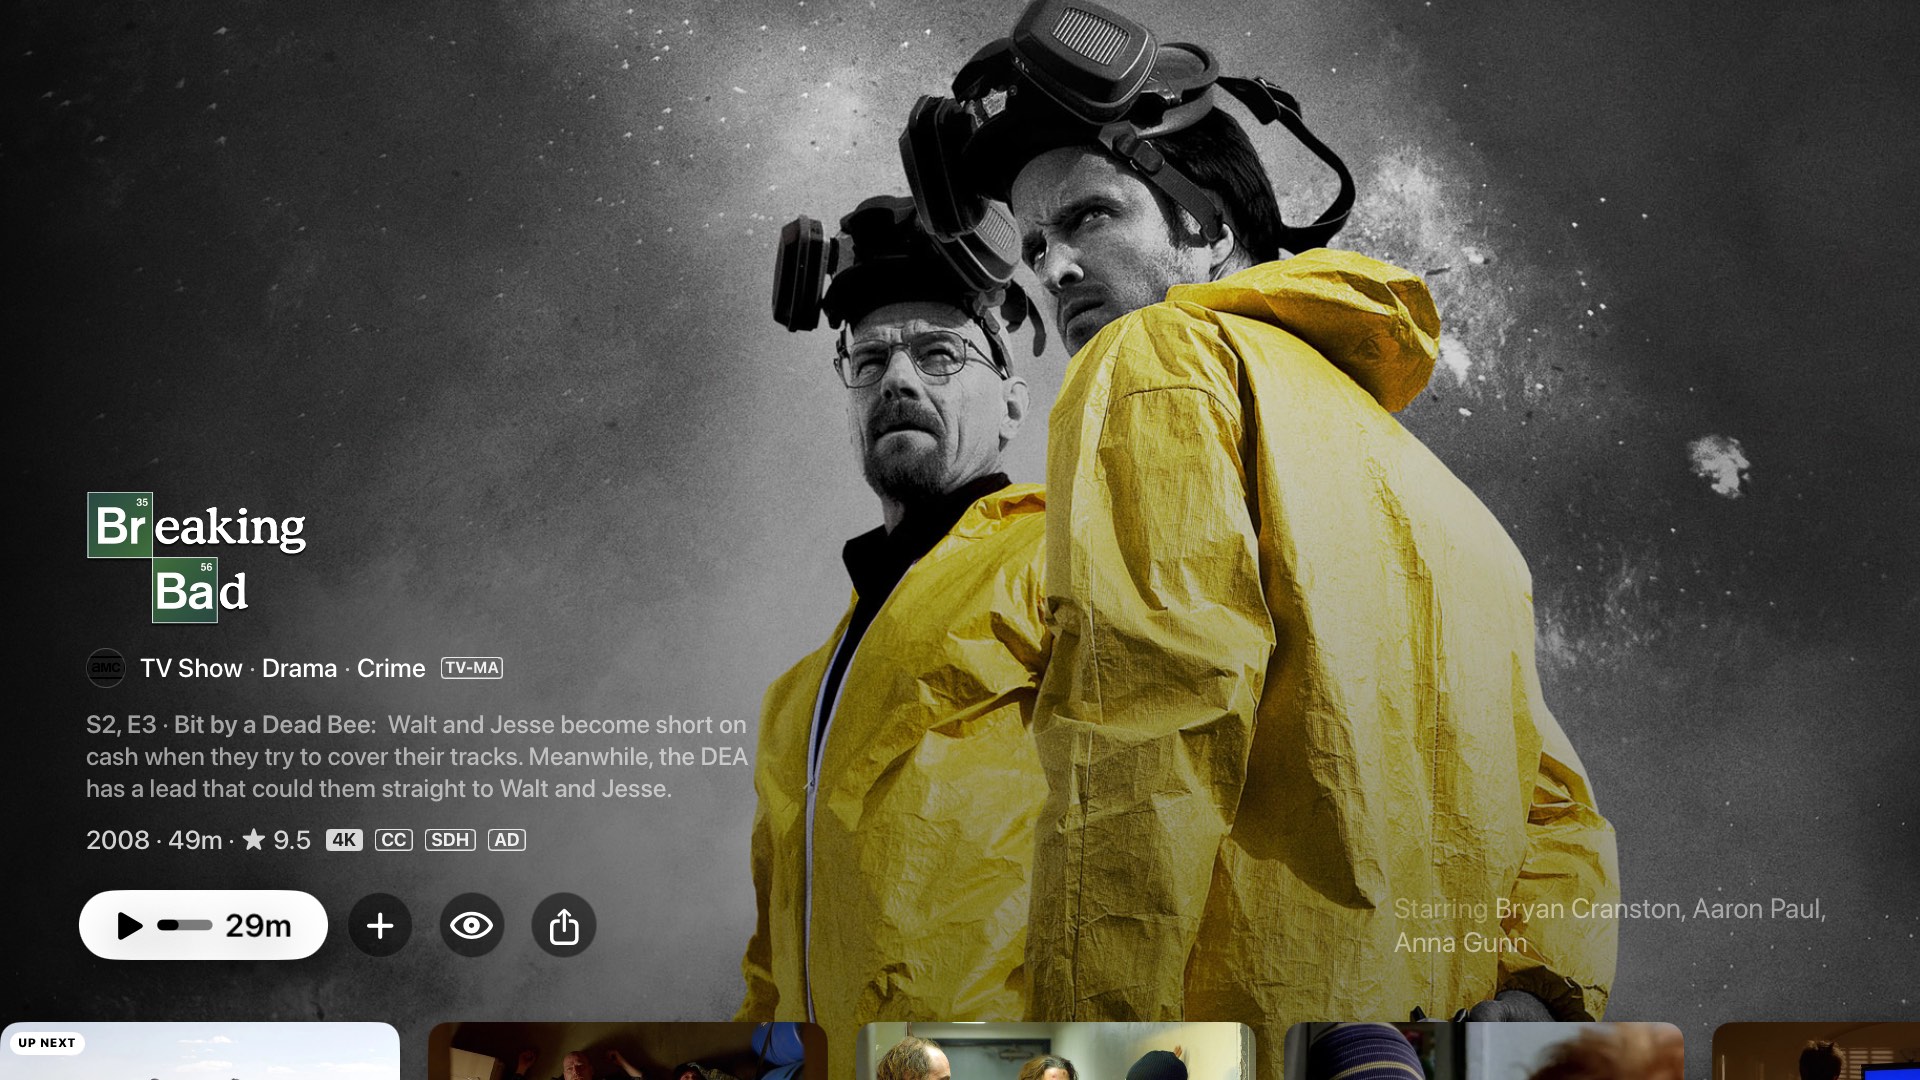 35
Breaking
56
Bad
aMC
TV Show · Drama · Crime TV-MA
S2, E3 · Bit by a Dead Bee: Walt and Jesse become short on
cash when they try to cover their tracks. Meanwhile, the DEA
has a lead that could them straight to Walt and Jesse.
2008 · 49m · ★ 9.5 4K CC SDH AD
29m
Starring Bryan Cranston, Aaron Paul,
Anna Gunn
UP NEXT